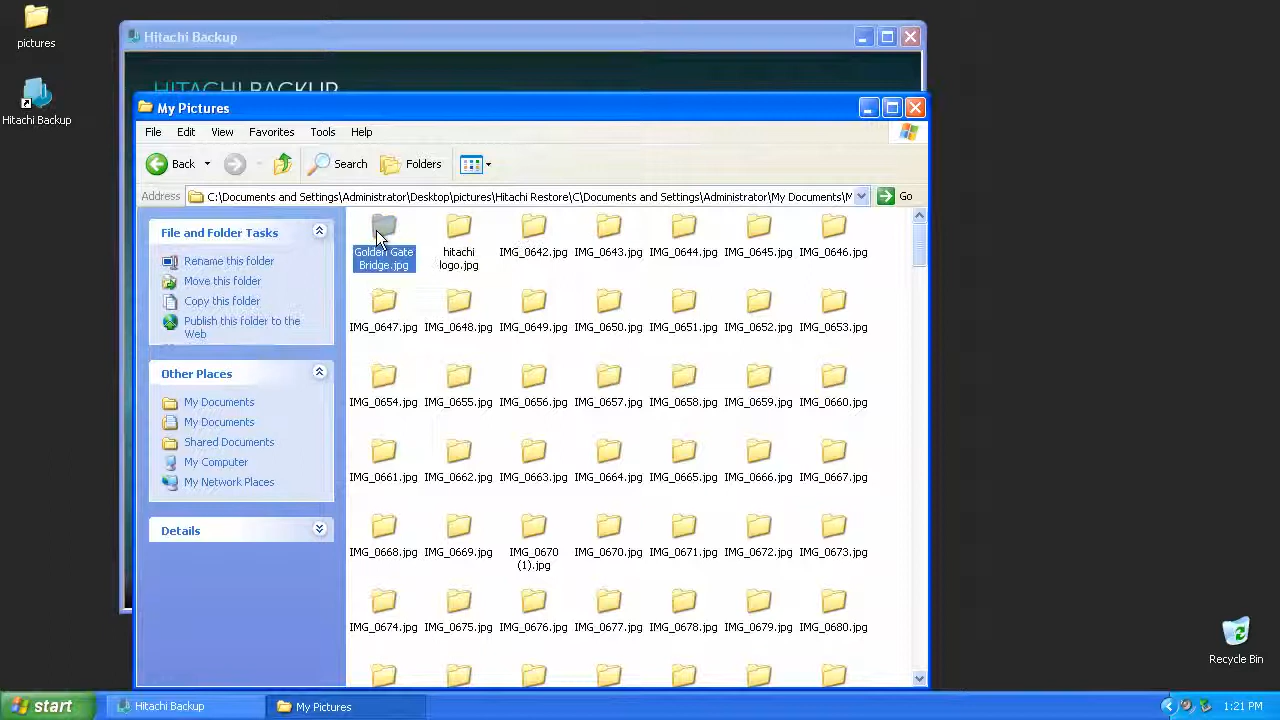 pictures
Hitachi Backup
Hitachi Backup
HITACHI BACKUP
My Pictures
File Edit View Favorites Tools Help
Back Search Folders
Address C:\Documents and Settings\Administrator\Desktop\pictures\Hitachi Restore\C\Documents and Settings\Administrator\My Documents\M Go
File and Folder Tasks
Rename this folder
Move this folder
Copy this folder
Publish this folder to the
Web
Other Places
My Documents
My Documents
Shared Documents
My Computer
My Network Places
Details
Golden Gate
Bridge.jpg
hitachi
logo.jpg
IMG_0642.jpg IMG_0643.jpg IMG_0644.jpg IMG_0645.jpg IMG_0646.jpg
IMG_0647.jpg IMG_0648.jpg IMG_0649.jpg IMG_0650.jpg IMG_0651.jpg IMG_0652.jpg IMG_0653.jpg
IMG_0654.jpg IMG_0655.jpg IMG_0656.jpg IMG_0657.jpg IMG_0658.jpg IMG_0659.jpg IMG_0660.jpg
IMG_0661.jpg IMG_0662.jpg IMG_0663.jpg IMG_0664.jpg IMG_0665.jpg IMG_0666.jpg IMG_0667.jpg
IMG_0668.jpg IMG_0669.jpg IMG_0670
(1).jpg
IMG_0670.jpg IMG_0671.jpg IMG_0672.jpg IMG_0673.jpg
IMG_0674.jpg IMG_0675.jpg IMG_0676.jpg IMG_0677.jpg IMG_0678.jpg IMG_0679.jpg IMG_0680.jpg
Recycle Bin
start Hitachi Backup My Pictures 1:21 PM